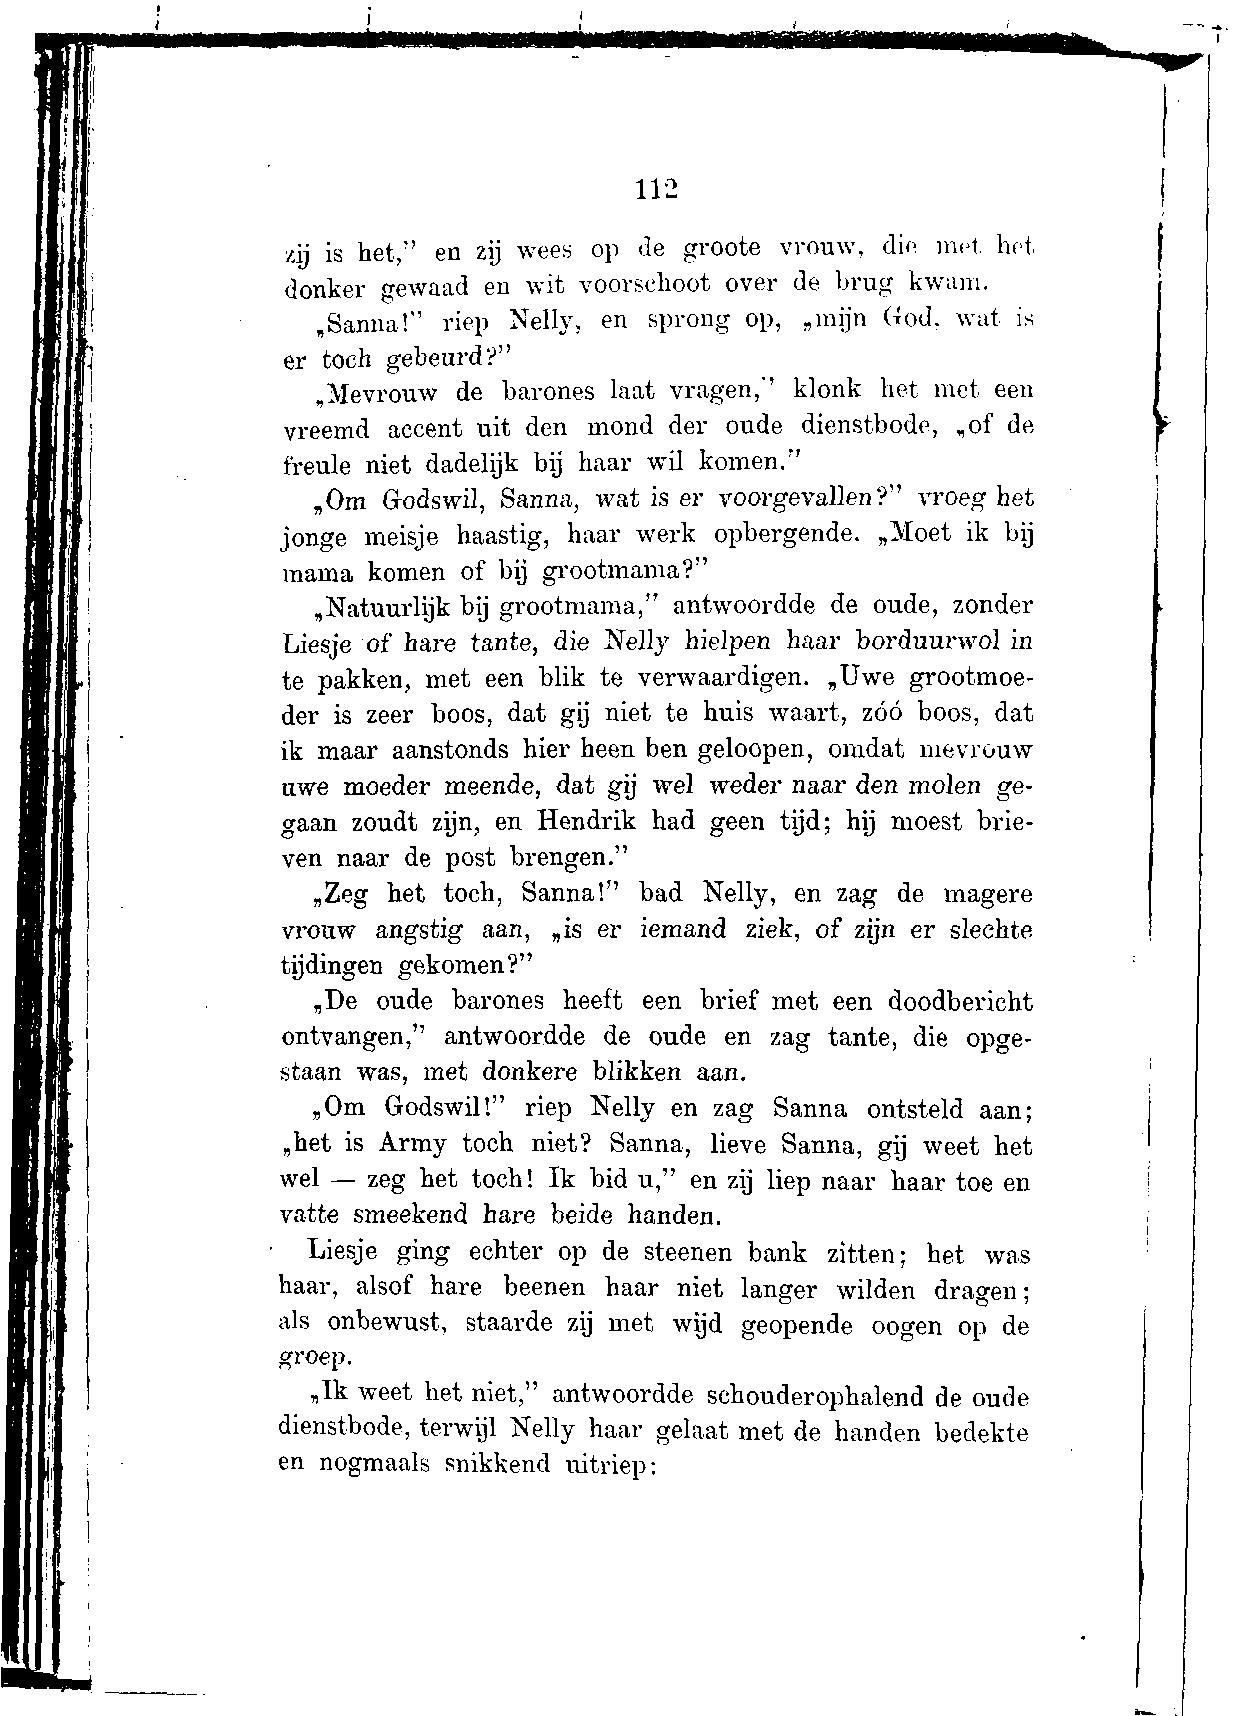 112
zij is het,” en zij wees op de groote vrouw, die met het
donker gewaad en wit voorschoot over de brug kwam.
„Sanna!” riep Nelly, en sprong op, „mijn God, wat is
er toch gebeurd?”
„Mevrouw de barones laat vragen,” klonk het met een
vreemd accent uit den mond der oude dienstbode, „of de
freule niet dadelijk bij haar wil komen.”
„Om Godswil, Sanna, wat is er voorgevallen?” vroeg het
jonge meisje haastig, haar werk opbergende. „Moet ik bij
mama komen of bij grootmama?”
„Natuurlijk bij grootmama,” antwoordde de oude, zonder
Liesje of hare tante, die Nelly hielpen haar borduurwol in
te pakken, met een blik te verwaardigen. „Uwe grootmoe-
der is zeer boos, dat gij niet te huis waart, zóó boos, dat
ik maar aanstonds hier heen ben geloopen, omdat mevrouw
uwe moeder meende, dat gij wel weder naar den molen ge-
gaan zoudt zijn, en Hendrik had geen tijd; hij moest brie-
ven naar de post brengen.”
„Zeg het toch, Sanna!” bad Nelly, en zag de magere
vrouw angstig aan, „is er iemand ziek, of zijn er slechte
tijdingen gekomen?”
„De oude barones heeft een brief met een doodbericht
ontvangen,” antwoordde de oude en zag tante, die opge-
staan was, met donkere blikken aan.
„Om Godswil!” riep Nelly en zag Sanna ontsteld aan;
„het is Army toch niet? Sanna, lieve Sanna, gij weet het
wel — zeg het toch! Ik bid u,” en zij liep naar haar toe en
vatte smeekend hare beide handen.
Liesje ging echter op de steenen bank zitten; het was
haar, alsof hare beenen haar niet langer wilden dragen;
als onbewust, staarde zij met wijd geopende oogen op de
groep.
„Ik weet het niet,” antwoordde schouderophalend de oude
dienstbode, terwijl Nelly haar gelaat met de handen bedekte
en nogmaals snikkend uitriep: